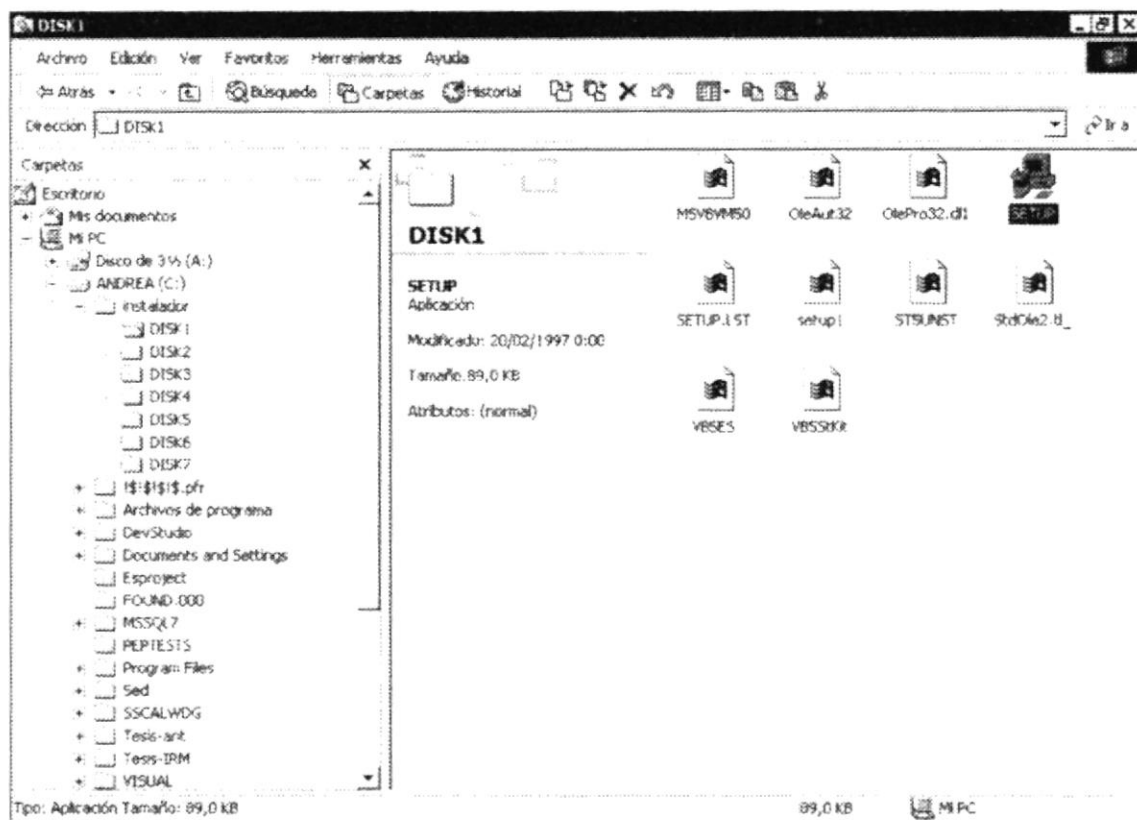 DISK1
Archivo Edición Ver Favoritos Herramientas Ayuda
Atrás Búsqueda Carpetas Historial
Dirección DISK1 Ir a
Carpetas
Escritorio
Mis documentos
Mi PC
Disco de 3½ (A:)
ANDREA (C:)
instalador
DISK1
DISK2
DISK3
DISK4
DISK5
DISK6
DISK7
!$!$!$!$.pfr
Archivos de programa
DevStudio
Documents and Settings
Esproject
FOUND.000
MSSQL7
PEPTESTS
Program Files
Sed
SSCALWDG
Tesis-ant
Tesis-IRM
VISUAL
DISK1
SETUP
Aplicación
Modificado: 20/02/1997 0:00
Tamaño: 89,0 KB
Atributos: (normal)
MSVBVM50 OleAut32 OlePro32.dl1 SETUP
SETUP.LST setup1 ST5UNST StdOle2.tl_
VB5ES VB5StKit
Tipo: Aplicación Tamaño: 89,0 KB 89,0 KB Mi PC